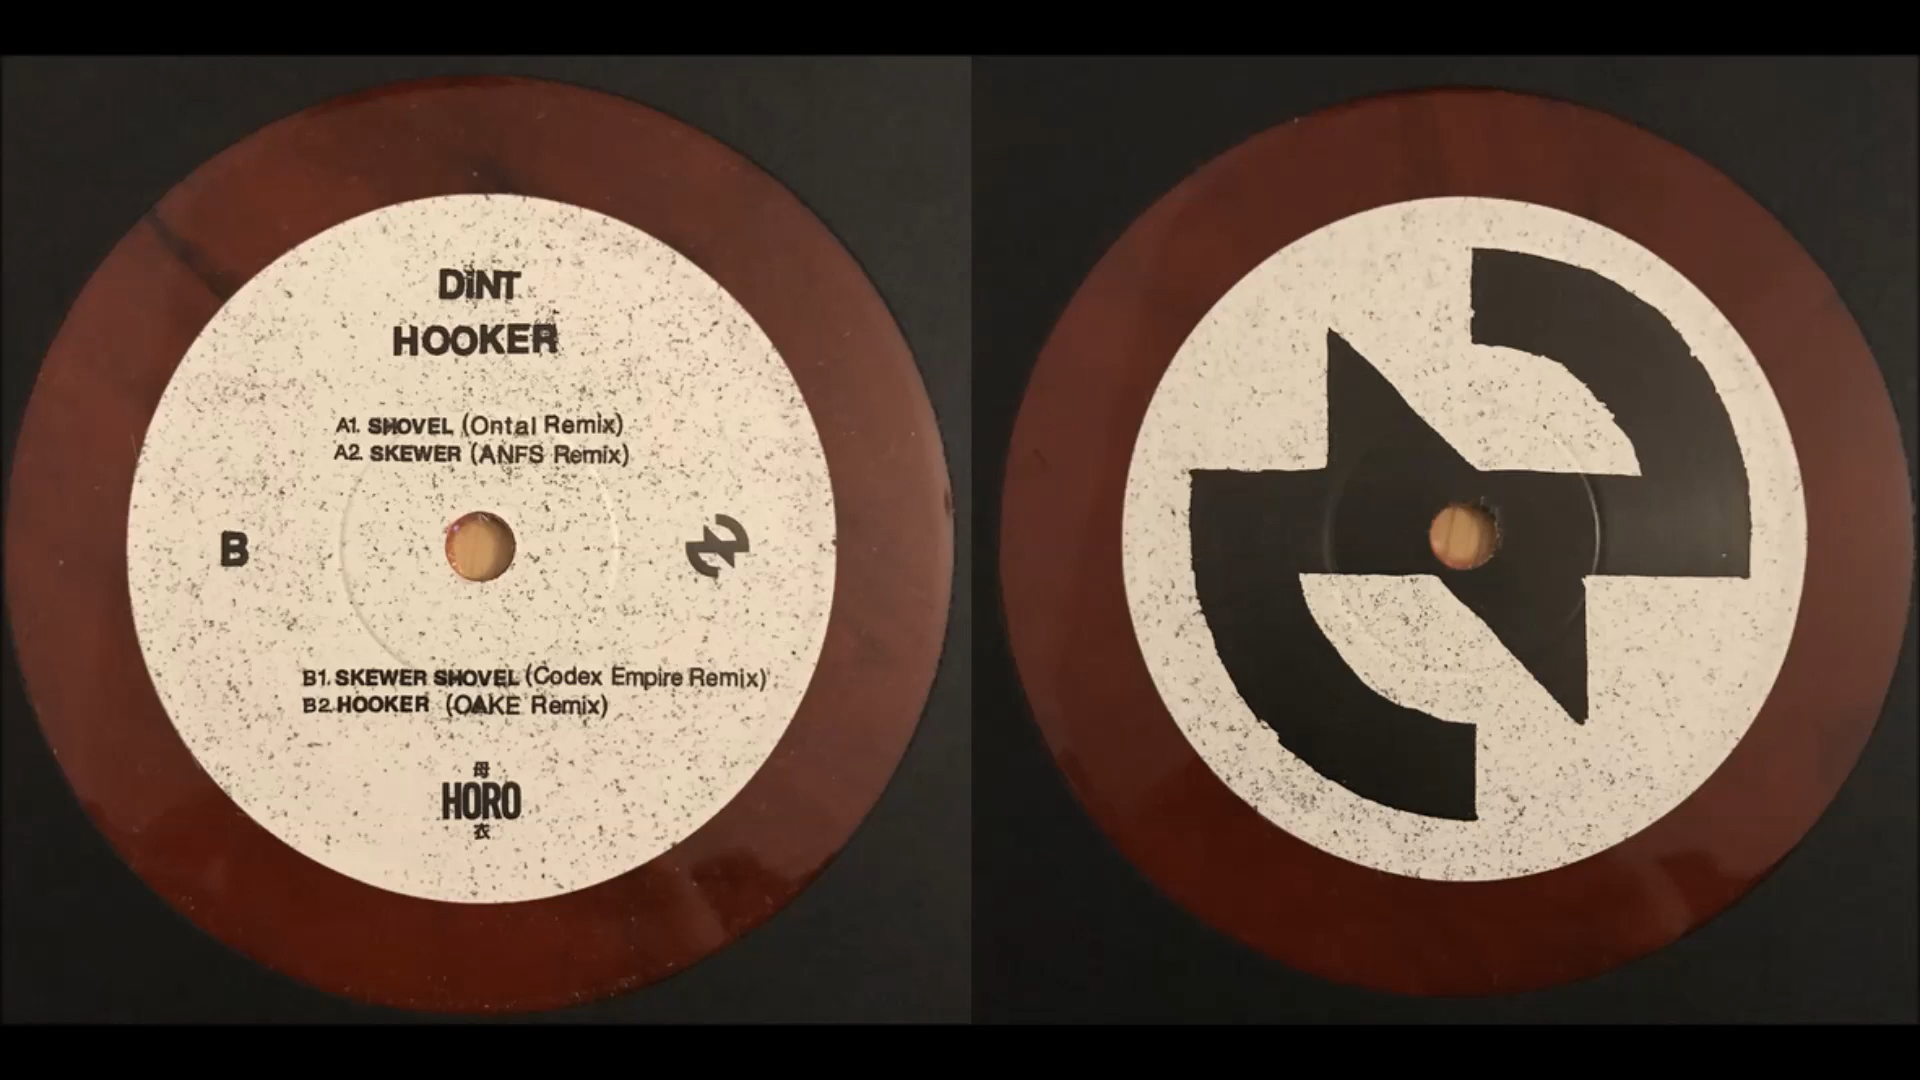 DiNT
HOOKER
A1. SHOVEL (Ontal Remix)
A2. SKEWER (ANFS Remix)
B
B1. SKEWER SHOVEL (Codex Empire Remix)
B2. HOOKER (OAKE Remix)
母
HORO
衣